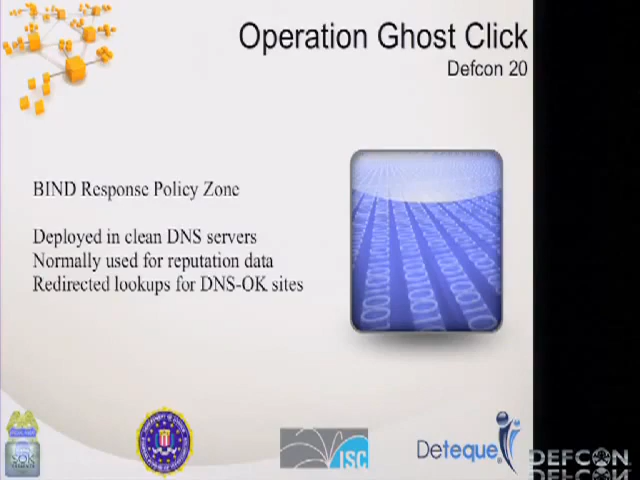 Operation Ghost Click
Defcon 20
BIND Response Policy Zone
Deployed in clean DNS servers
Normally used for reputation data
Redirected lookups for DNS-OK sites
SOK
ISC
Deteque
DEFCON